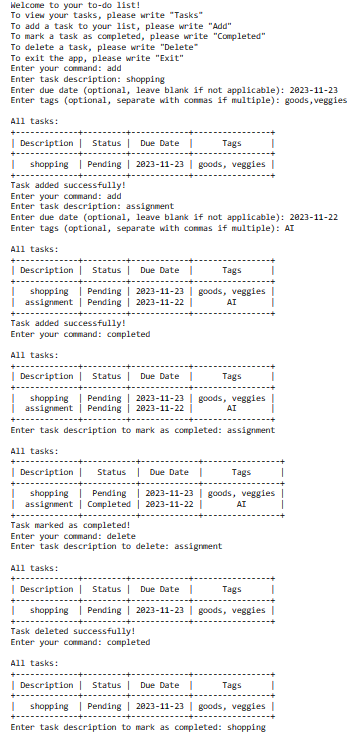 Welcome to your to-do list!
To view your tasks, please write "Tasks"
To add a task to your list, please write "Add"
To mark a task as completed, please write "Completed"
To delete a task, please write "Delete"
To exit the app, please write "Exit"
Enter your command: add
Enter task description: shopping
Enter due date (optional, leave blank if not applicable): 2023-11-23
Enter tags (optional, separate with commas if multiple): goods,veggies

All tasks:
+-------------+---------+------------+----------------+
| Description | Status | Due Date | Tags |
+-------------+---------+------------+----------------+
| shopping | Pending | 2023-11-23 | goods, veggies |
+-------------+---------+------------+----------------+
Task added successfully!
Enter your command: add
Enter task description: assignment
Enter due date (optional, leave blank if not applicable): 2023-11-22
Enter tags (optional, separate with commas if multiple): AI

All tasks:
+-------------+---------+------------+----------------+
| Description | Status | Due Date | Tags |
+-------------+---------+------------+----------------+
| shopping | Pending | 2023-11-23 | goods, veggies |
| assignment | Pending | 2023-11-22 | AI |
+-------------+---------+------------+----------------+
Task added successfully!
Enter your command: completed

All tasks:
+-------------+---------+------------+----------------+
| Description | Status | Due Date | Tags |
+-------------+---------+------------+----------------+
| shopping | Pending | 2023-11-23 | goods, veggies |
| assignment | Pending | 2023-11-22 | AI |
+-------------+---------+------------+----------------+
Enter task description to mark as completed: assignment

All tasks:
+-------------+-----------+------------+----------------+
| Description | Status | Due Date | Tags |
+-------------+-----------+------------+----------------+
| shopping | Pending | 2023-11-23 | goods, veggies |
| assignment | Completed | 2023-11-22 | AI |
+-------------+-----------+------------+----------------+
Task marked as completed!
Enter your command: delete
Enter task description to delete: assignment

All tasks:
+-------------+---------+------------+----------------+
| Description | Status | Due Date | Tags |
+-------------+---------+------------+----------------+
| shopping | Pending | 2023-11-23 | goods, veggies |
+-------------+---------+------------+----------------+
Task deleted successfully!
Enter your command: completed

All tasks:
+-------------+---------+------------+----------------+
| Description | Status | Due Date | Tags |
+-------------+---------+------------+----------------+
| shopping | Pending | 2023-11-23 | goods, veggies |
+-------------+---------+------------+----------------+
Enter task description to mark as completed: shopping